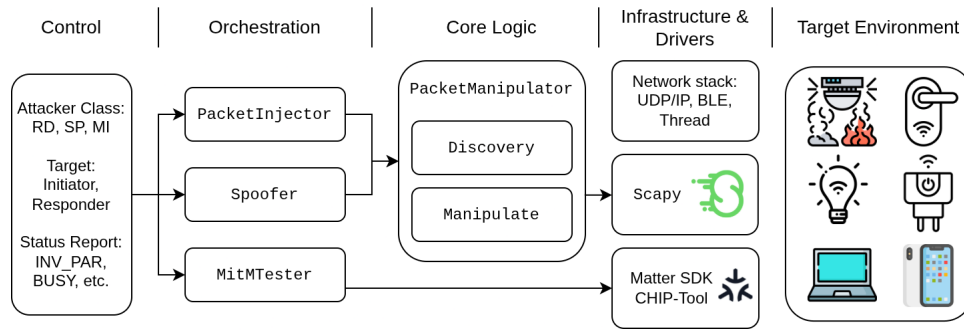 Control
Orchestration
Core Logic
Infrastructure &
Drivers
Target Environment
Attacker Class:
RD, SP, MI
Target:
Initiator,
Responder
Status Report:
INV_PAR,
BUSY, etc.
PacketInjector
Spoofer
MitMTester
PacketManipulator
Discovery
Manipulate
Network stack:
UDP/IP, BLE,
Thread
Scapy
Matter SDK
CHIP-Tool